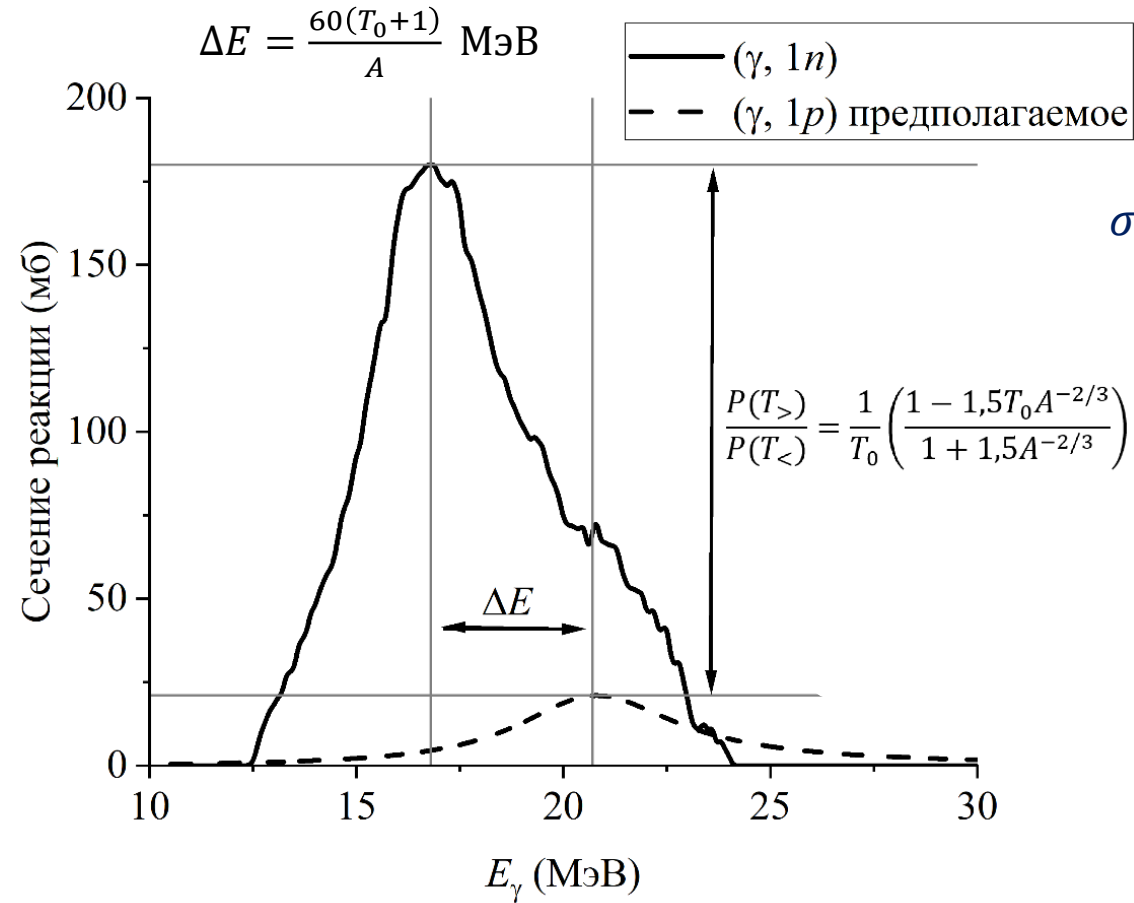 ΔE = 60(T₀+1)/A МэВ
(γ, 1n)
(γ, 1p) предполагаемое
200
150
100
50
0
Сечение реакции (мб)
σ
P(T>)/P(T<) = 1/T₀ ((1 − 1,5T₀A^−2/3)/(1 + 1,5A^−2/3))
ΔE
10 15 20 25 30
Eγ (МэВ)